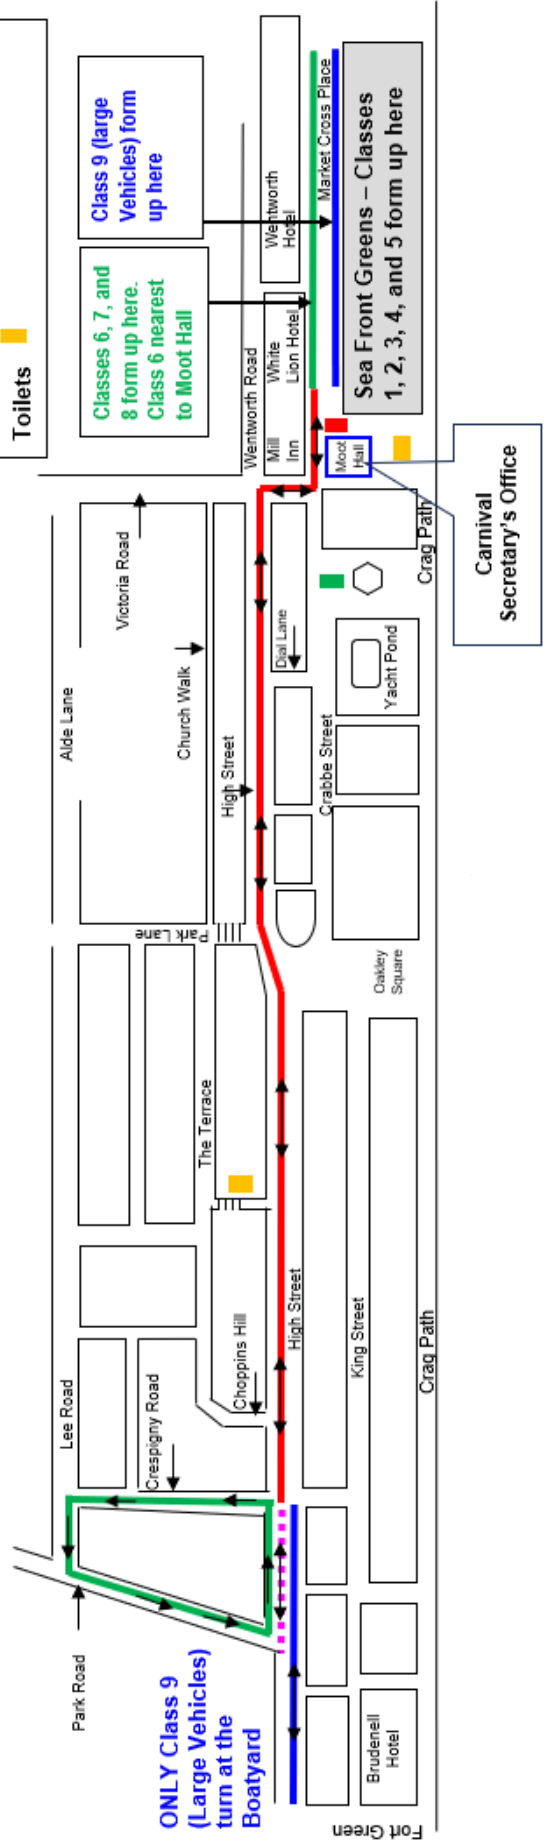 Toilets
Class 9 (large
Vehicles) form
up here
Classes 6, 7, and
8 form up here.
Class 6 nearest
to Moot Hall
Wentworth
Hotel
Market Cross Place
Sea Front Greens – Classes
1, 2, 3, 4, and 5 form up here
Wentworth Road
White
Lion Hotel
Mill
Inn
Moot
Hall
Carnival
Secretary's Office
Victoria Road
Crag Path
Dial Lane
Church Walk
Alde Lane
Yacht Pond
High Street
Crabbe Street
Park Lane
Oakley
Square
The Terrace
High Street
King Street
Crag Path
Choppins Hill
Lee Road
Crespigny Road
Park Road
ONLY Class 9
(Large Vehicles)
turn at the
Boatyard
Brudenell
Hotel
Fort Green